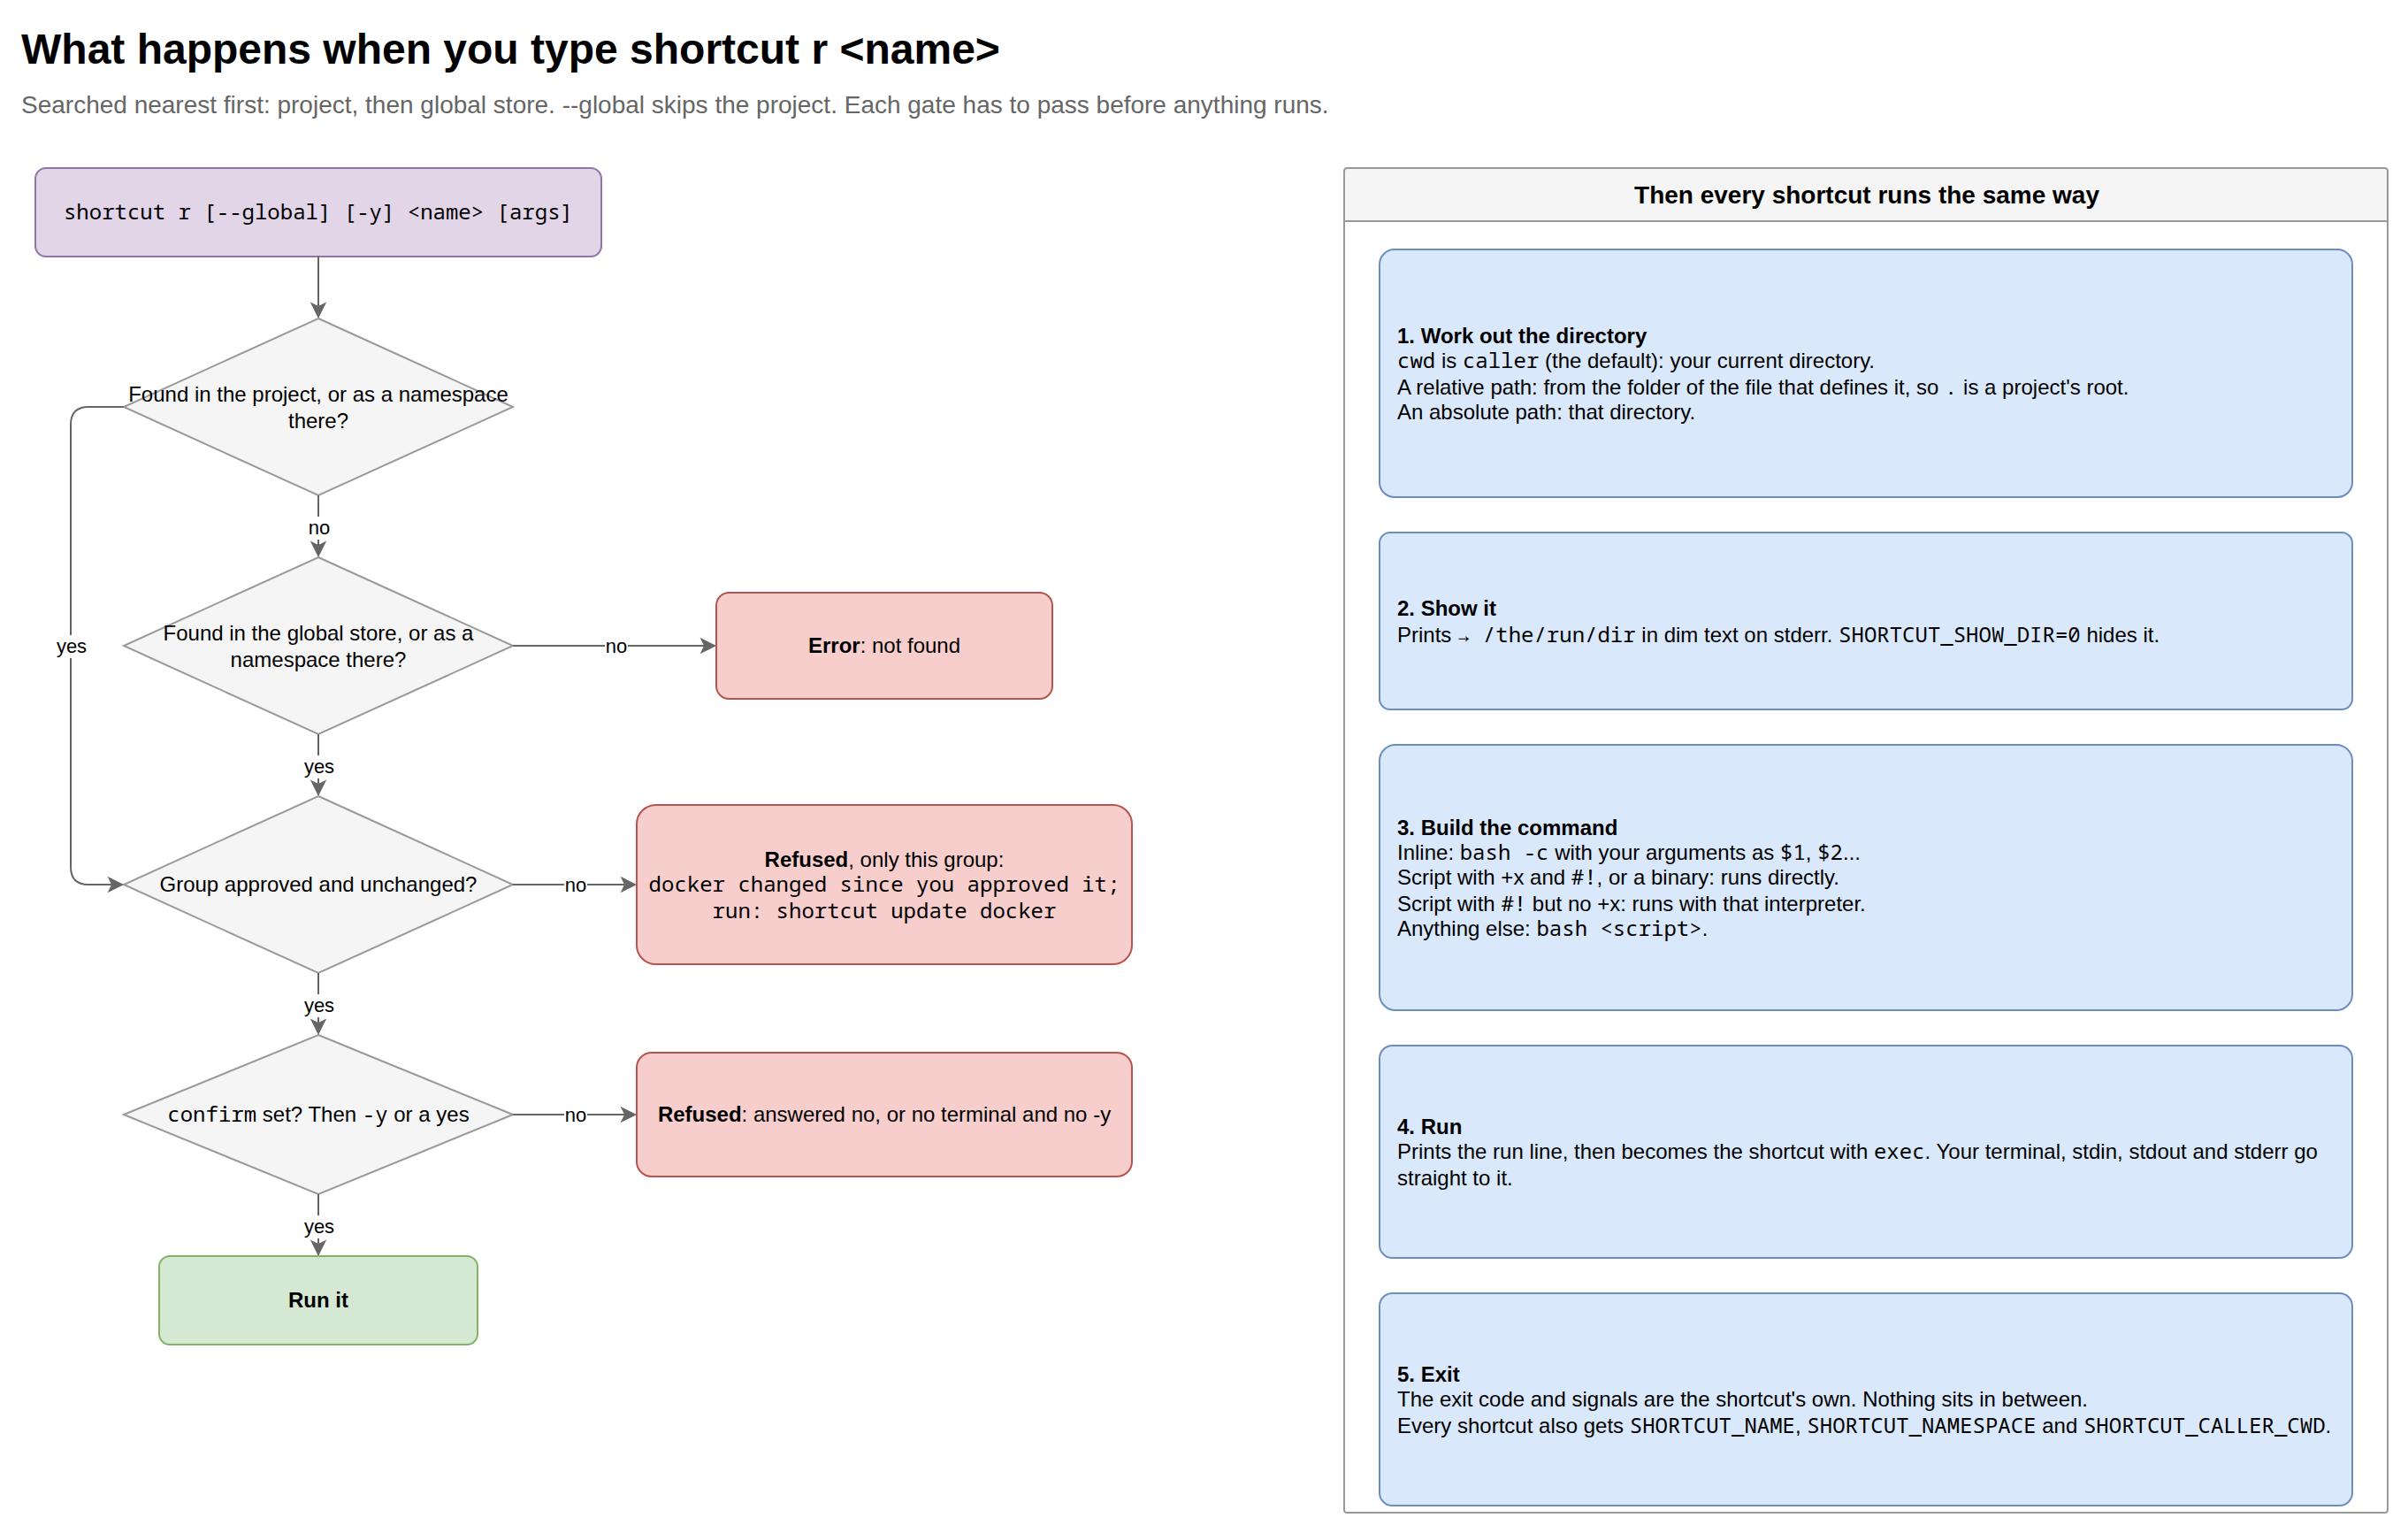 What happens when you type shortcut r <name>
Searched nearest first: project, then global store. --global skips the project. Each gate has to pass before anything runs.
shortcut r [--global] [-y] <name> [args]
Found in the project, or as a namespace
there?
no
yes
Found in the global store, or as a
namespace there?
no
Error: not found
yes
Group approved and unchanged?
no
Refused, only this group:
docker changed since you approved it;
run: shortcut update docker
yes
confirm set? Then -y or a yes
no
Refused: answered no, or no terminal and no -y
yes
Run it
Then every shortcut runs the same way
1. Work out the directory
cwd is caller (the default): your current directory.
A relative path: from the folder of the file that defines it, so . is a project's root.
An absolute path: that directory.
2. Show it
Prints → /the/run/dir in dim text on stderr. SHORTCUT_SHOW_DIR=0 hides it.
3. Build the command
Inline: bash -c with your arguments as $1, $2...
Script with +x and #!, or a binary: runs directly.
Script with #! but no +x: runs with that interpreter.
Anything else: bash <script>.
4. Run
Prints the run line, then becomes the shortcut with exec. Your terminal, stdin, stdout and stderr go
straight to it.
5. Exit
The exit code and signals are the shortcut's own. Nothing sits in between.
Every shortcut also gets SHORTCUT_NAME, SHORTCUT_NAMESPACE and SHORTCUT_CALLER_CWD.